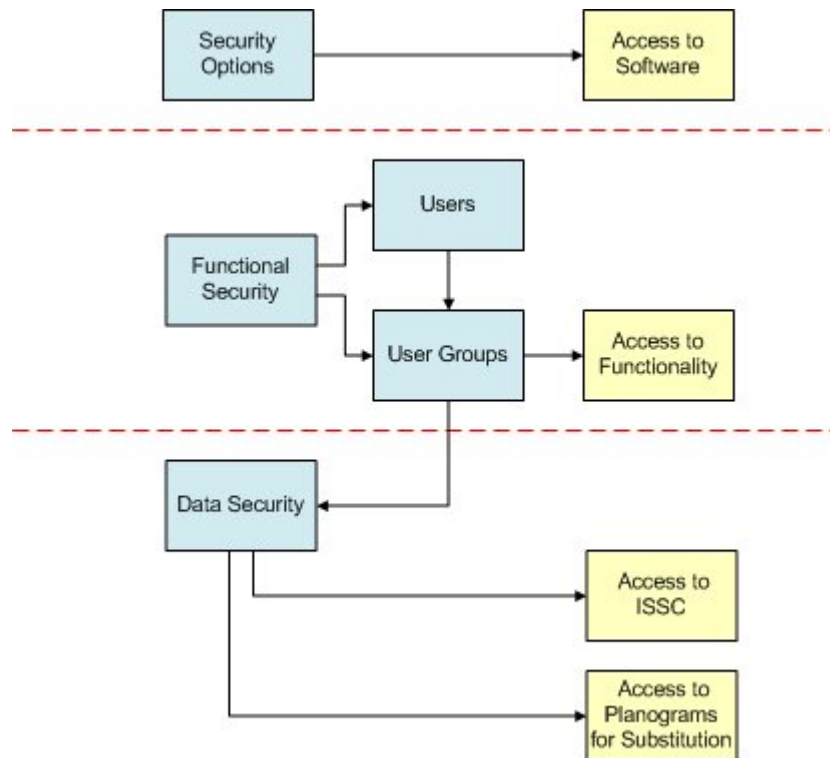 Security
Options
Access to
Software
Users
Functional
Security
User Groups
Access to
Functionality
Data Security
Access to
ISSC
Access to
Planograms
for Substitution